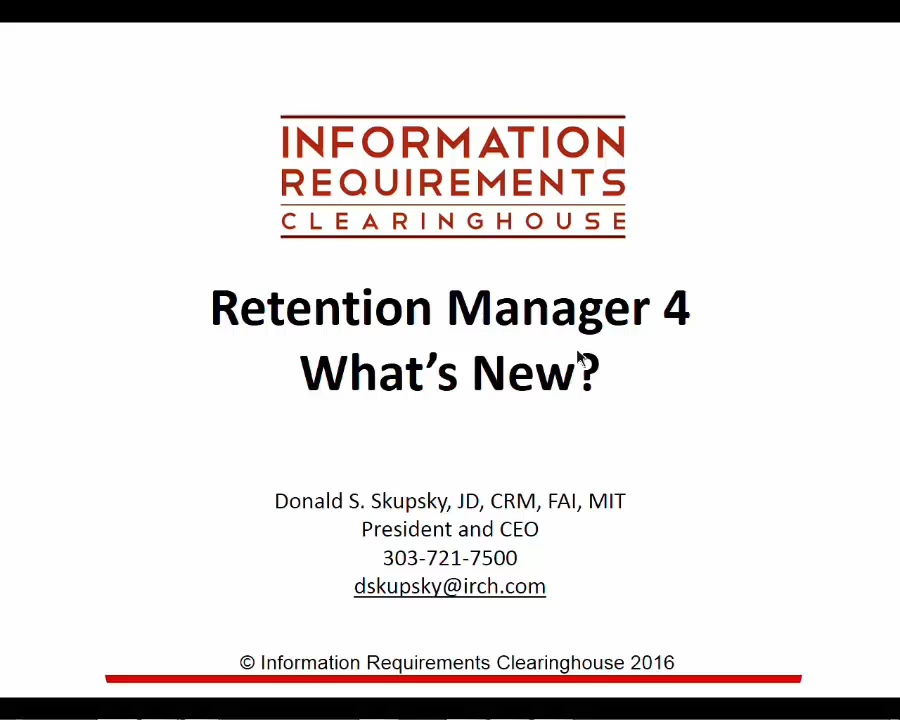 INFORMATION
REQUIREMENTS
CLEARINGHOUSE
Retention Manager 4
What's New?
Donald S. Skupsky, JD, CRM, FAI, MIT
President and CEO
303-721-7500
dskupsky@irch.com
© Information Requirements Clearinghouse 2016